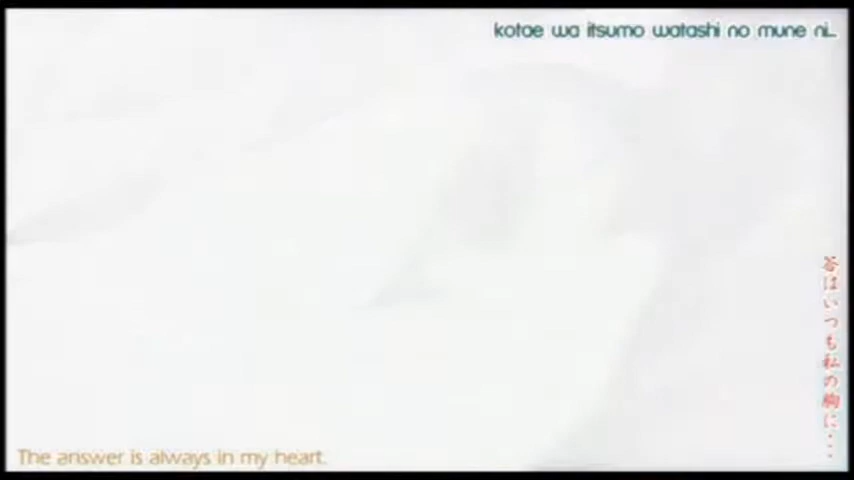 kotae wa itsumo watashi no mune ni...
答はいつも私の胸に・・・
The answer is always in my heart.